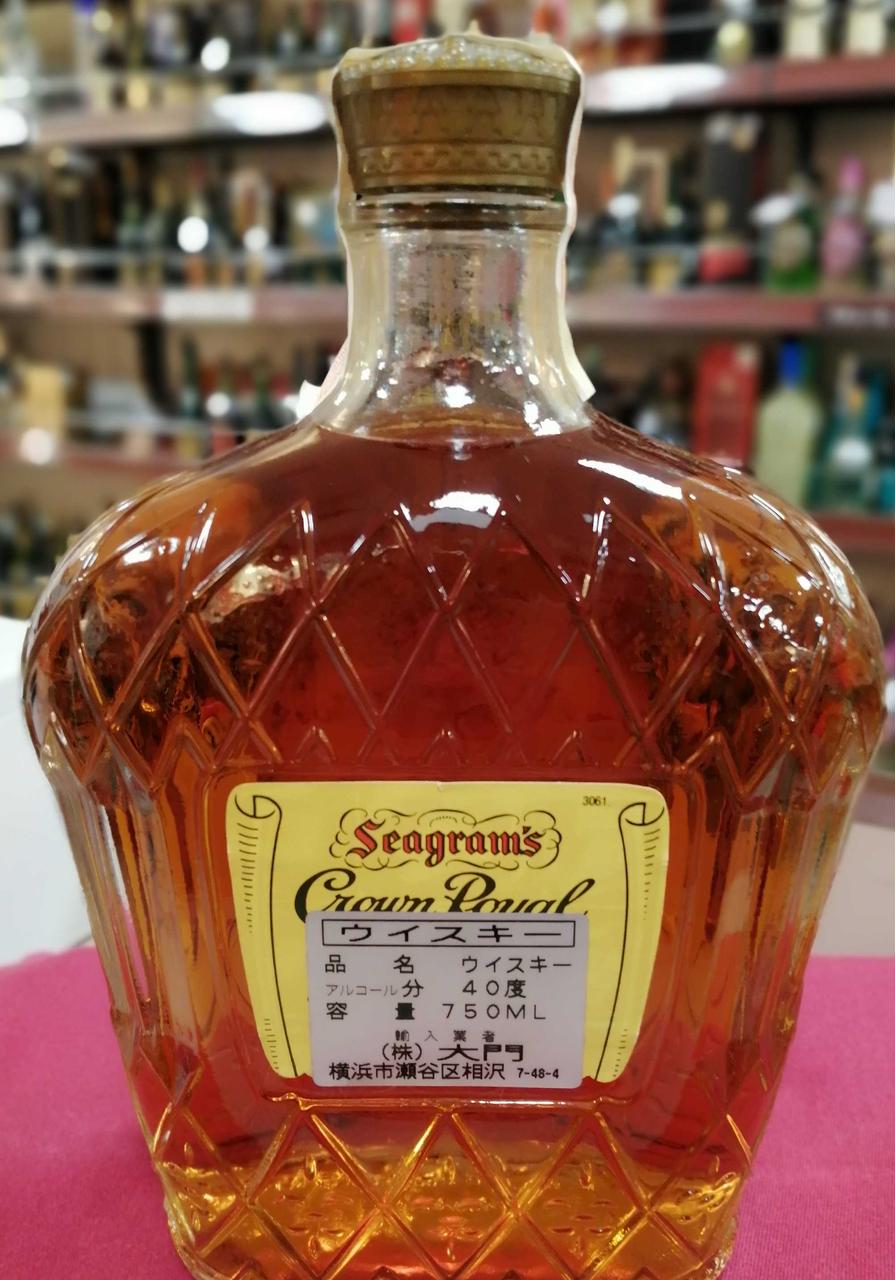 3061.
Seagram's
Crown Royal
ウイスキー
品 名 ウイスキー
アルコール分 40度
容 量 750ML
輸入業者
(株) 大門
横浜市瀬谷区相沢 7-48-4